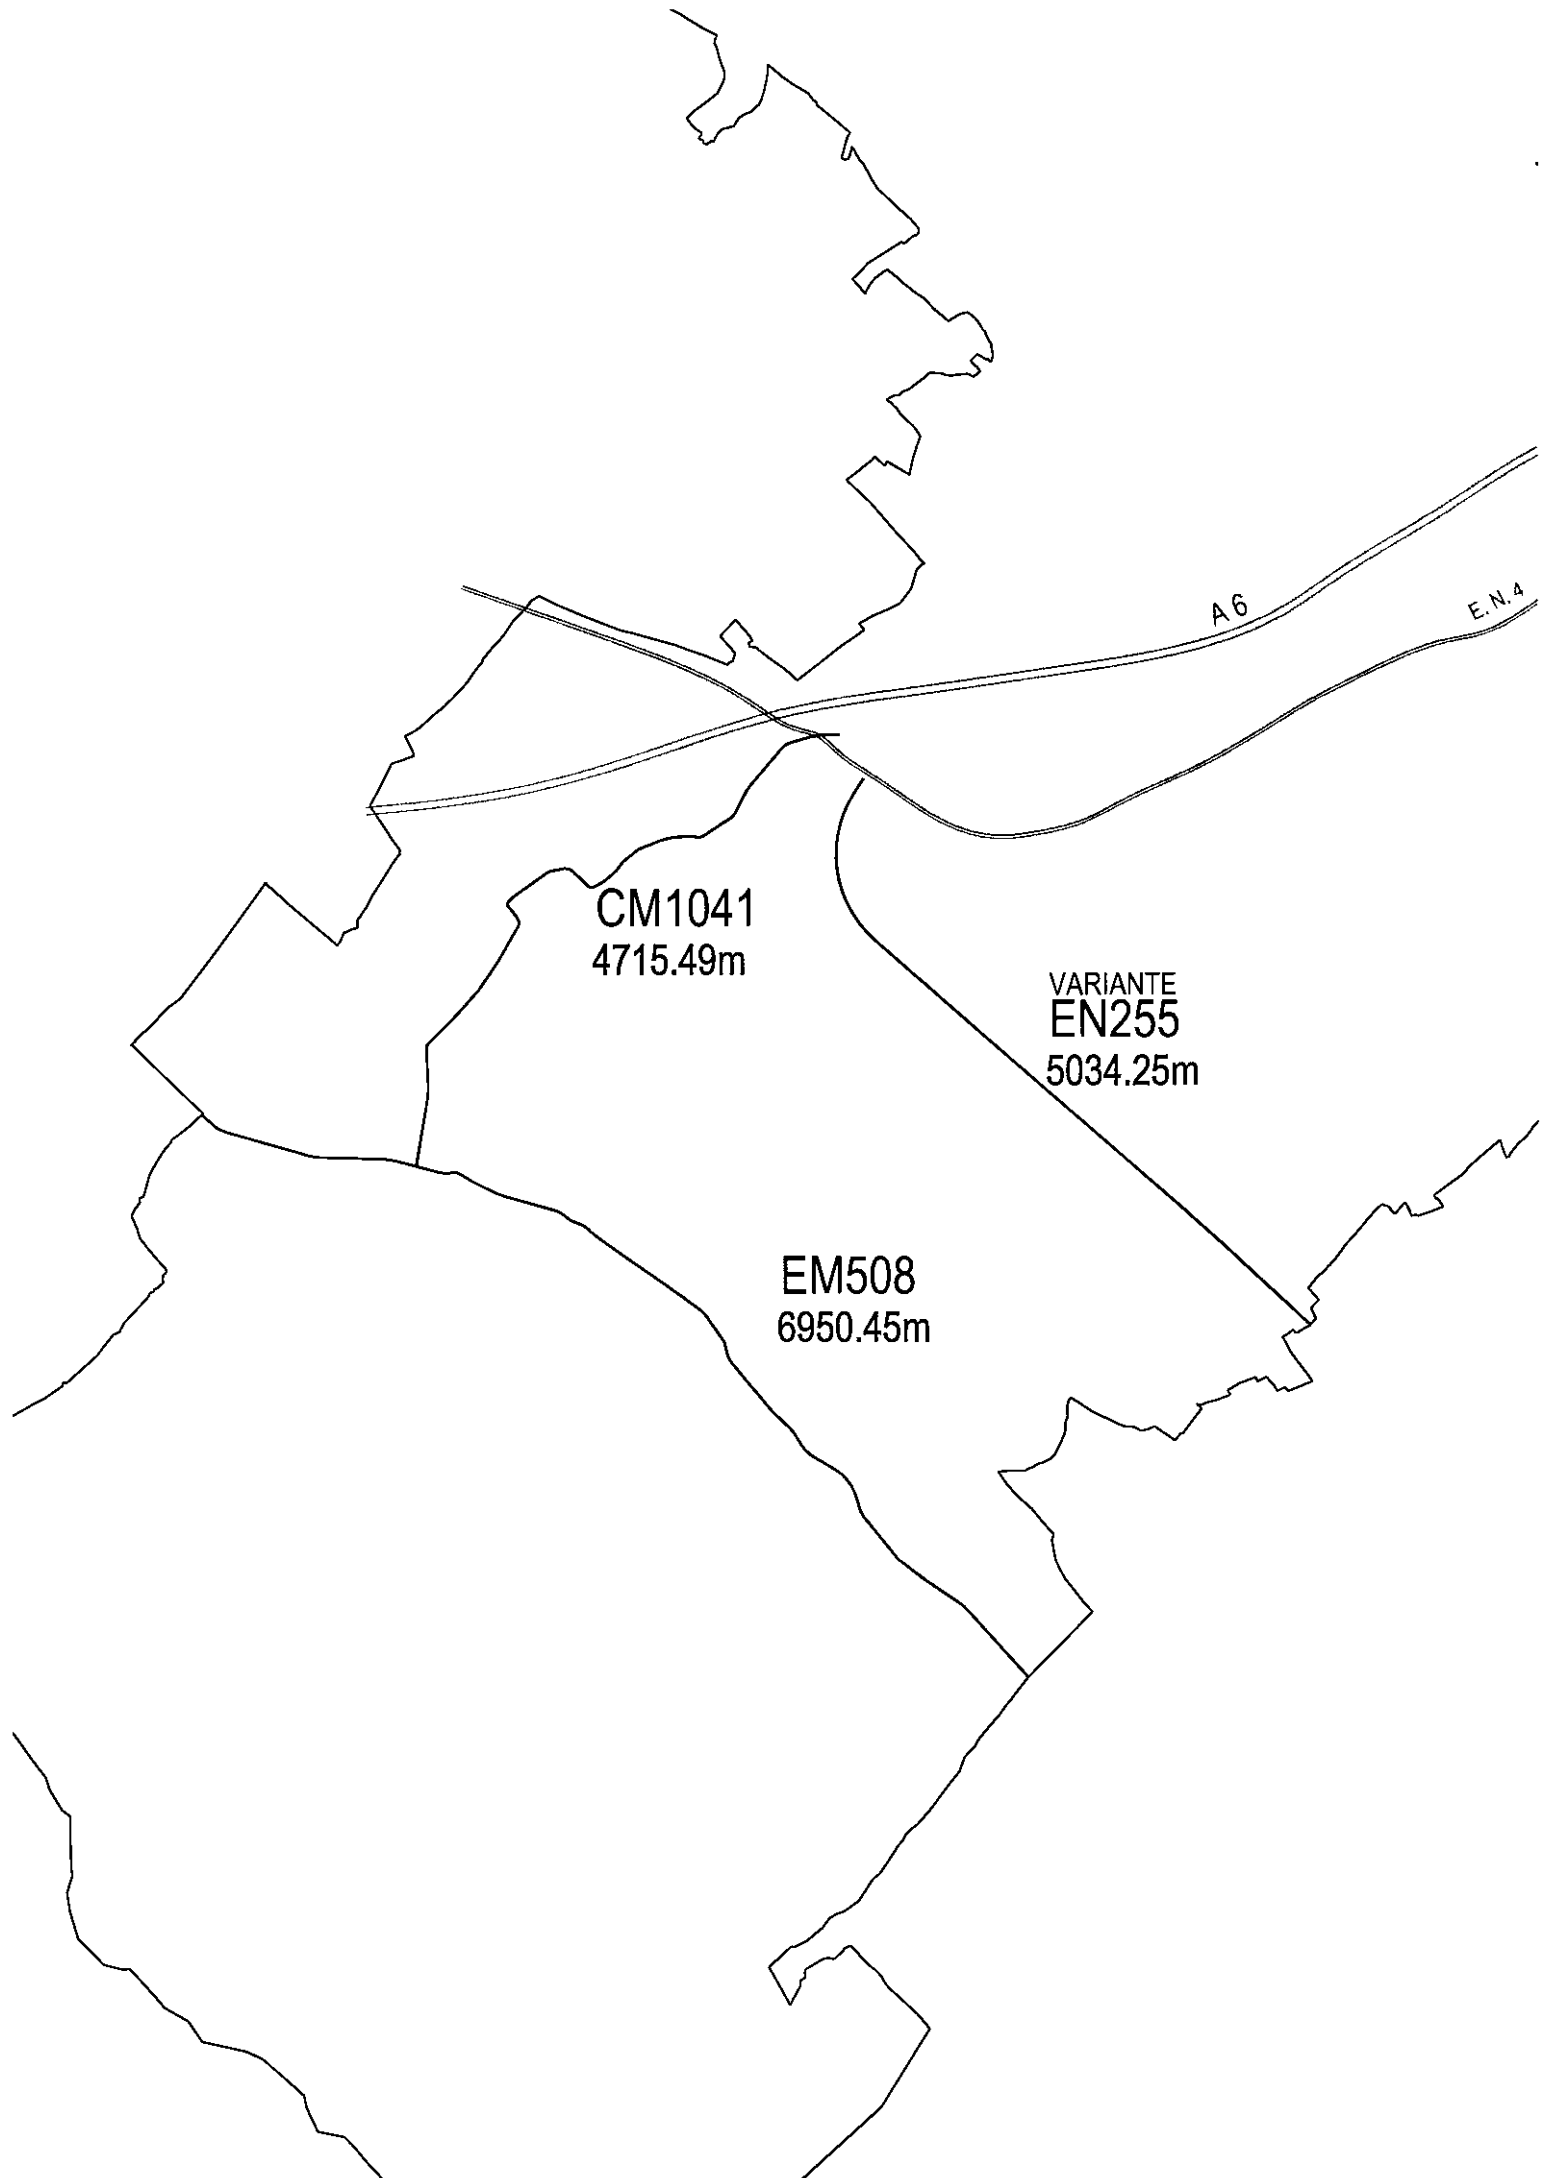 A 6
E. N. 4
CM1041
4715.49m
VARIANTE
EN255
5034.25m
EM508
6950.45m